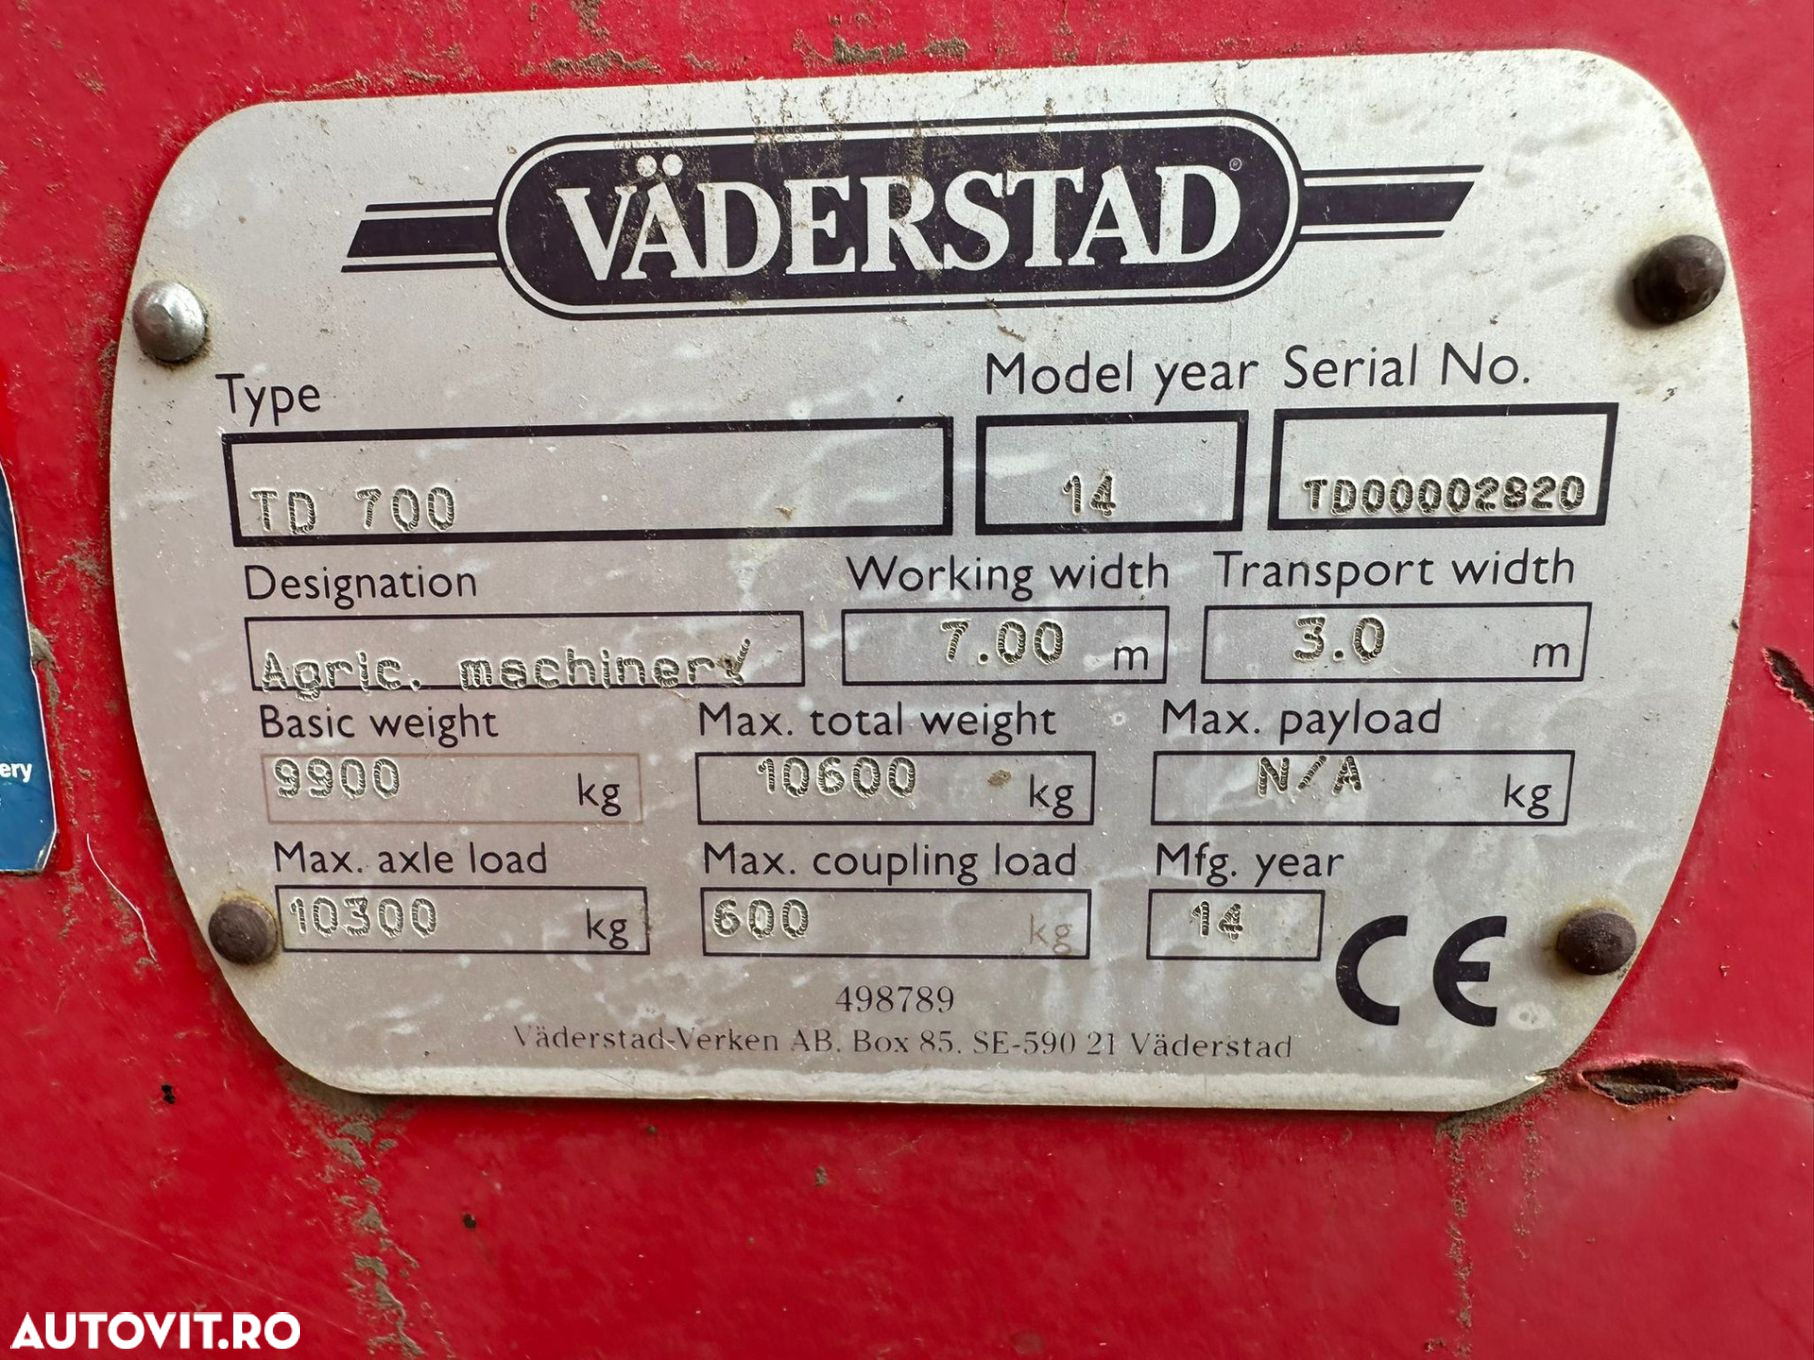 VÄDERSTAD®
Type Model year Serial No.
TD 700 14 TD00002820
Designation Working width Transport width
Agric. machinery 7.00 m 3.0 m
Basic weight Max. total weight Max. payload
9900 kg 10600 kg N/A kg
Max. axle load Max. coupling load Mfg. year
10300 kg 600 kg 14
CE
498789
Väderstad-Verken AB, Box 85, SE-590 21 Väderstad
ery
AUTOVIT.RO